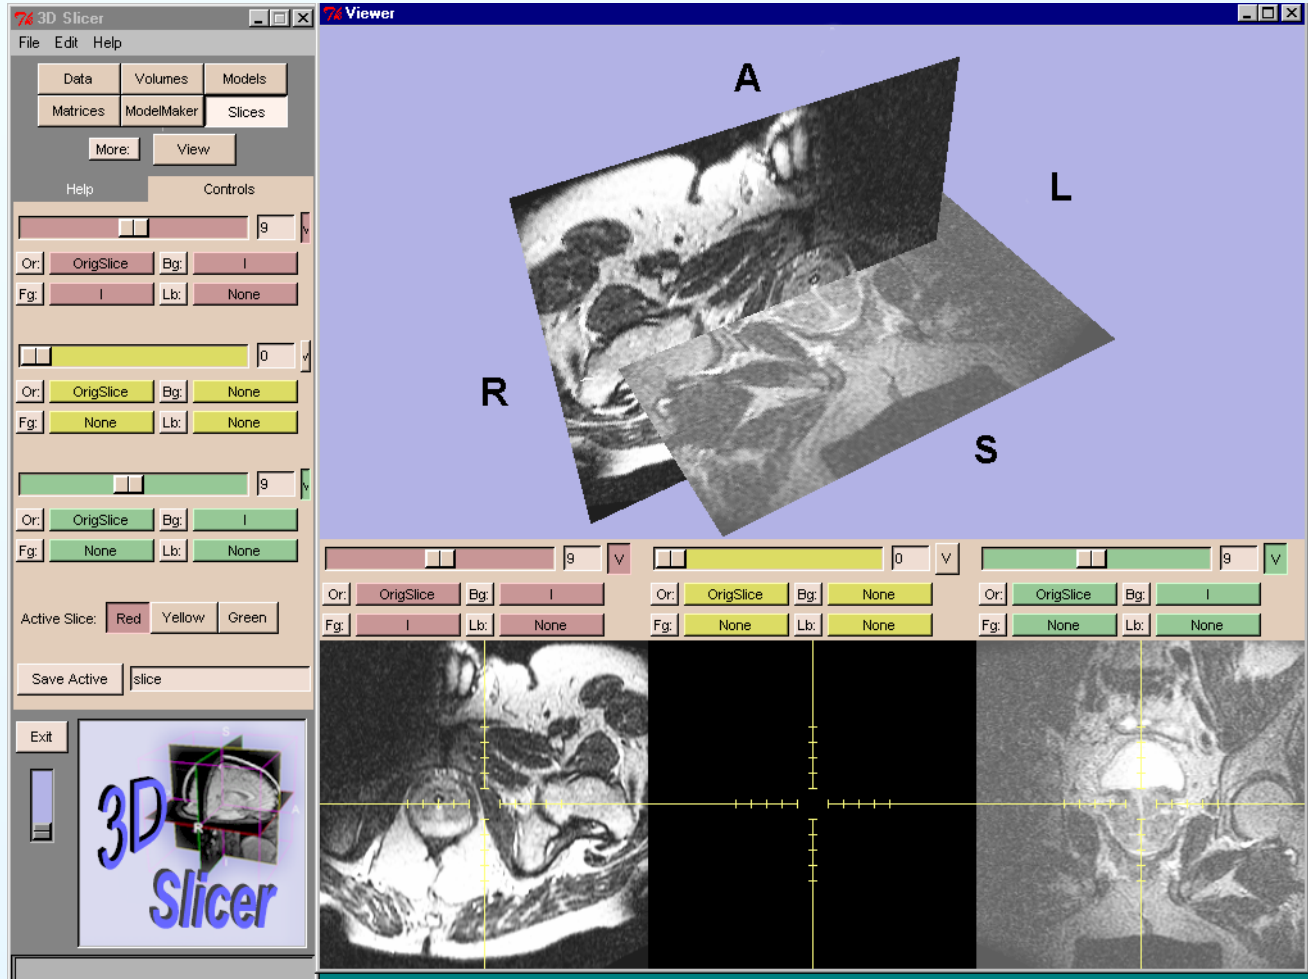 3D Slicer
File Edit Help
Data Volumes Models
Matrices ModelMaker Slices
More: View
Help Controls
9 V
Or: OrigSlice Bg: I
Fg: I Lb: None
0 V
Or: OrigSlice Bg: None
Fg: None Lb: None
9 V
Or: OrigSlice Bg: I
Fg: None Lb: None
Active Slice: Red Yellow Green
Save Active slice
Exit
S
R
A
I
3D
Slicer
Viewer
A
L
R
S
9 V 0 V 9 V
Or: OrigSlice Bg: I Or: OrigSlice Bg: None Or: OrigSlice Bg: I
Fg: I Lb: None Fg: None Lb: None Fg: None Lb: None